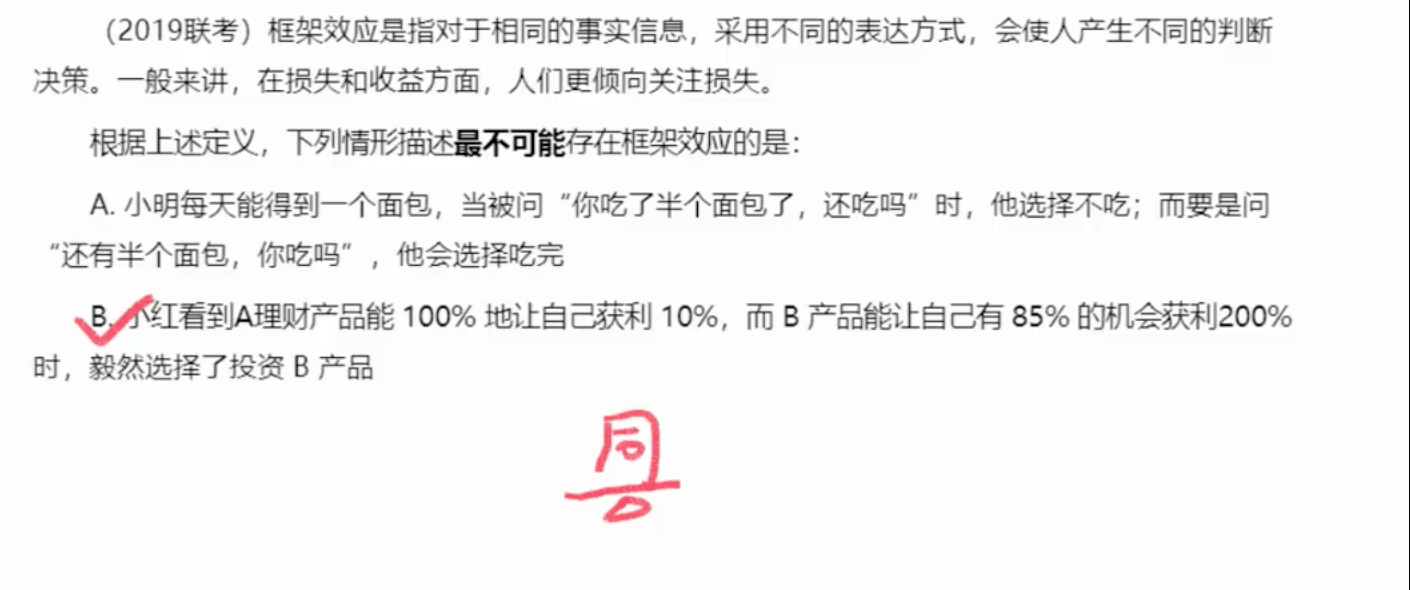 （2019联考）框架效应是指对于相同的事实信息，采用不同的表达方式，会使人产生不同的判断
决策。一般来讲，在损失和收益方面，人们更倾向关注损失。
根据上述定义，下列情形描述最不可能存在框架效应的是：
A. 小明每天能得到一个面包，当被问“你吃了半个面包了，还吃吗”时，他选择不吃；而要是问
“还有半个面包，你吃吗”，他会选择吃完
B. 小红看到A理财产品能 100% 地让自己获利 10%，而 B 产品能让自己有 85% 的机会获利200%
时，毅然选择了投资 B 产品
同